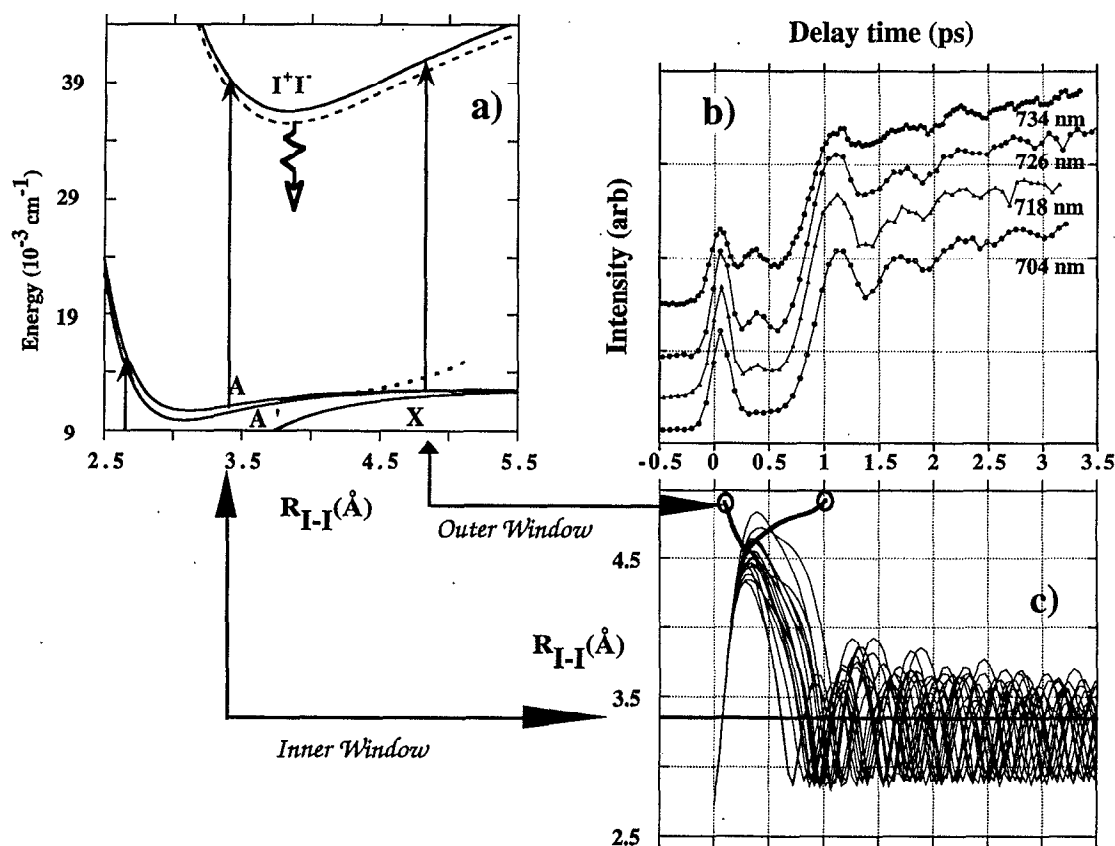 a)
I⁺I⁻
Energy (10⁻³ cm⁻¹)
39
29
19
9
A
A'
X
2.5 3.5 4.5 5.5
R I-I (Å)
Delay time (ps)
b)
734 nm
726 nm
718 nm
704 nm
Intensity (arb)
-0.5 0 0.5 1 1.5 2 2.5 3 3.5
Outer Window
Inner Window
c)
R I-I (Å)
4.5
3.5
2.5